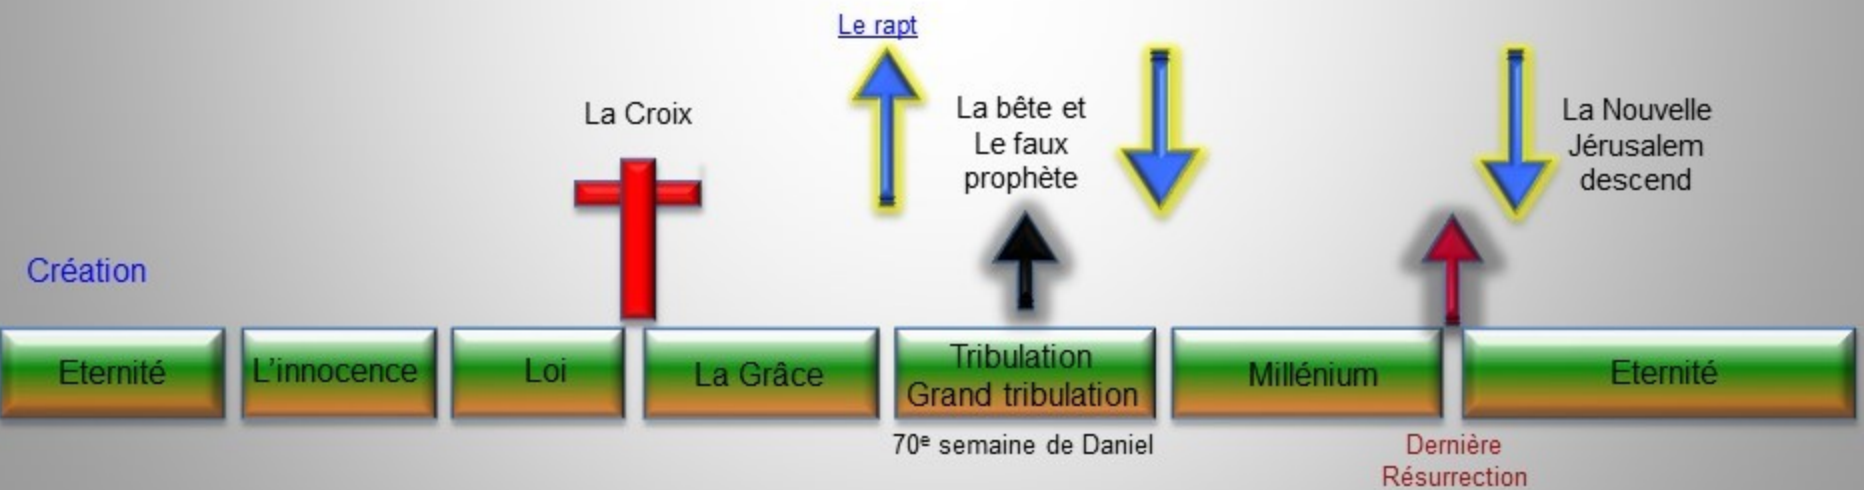 Le rapt
La Croix
La bête et
Le faux
prophète
La Nouvelle
Jérusalem
descend
Création
Eternité
L'innocence
Loi
La Grâce
Tribulation
Grand tribulation
Millénium
Eternité
70e semaine de Daniel
Dernière
Résurrection